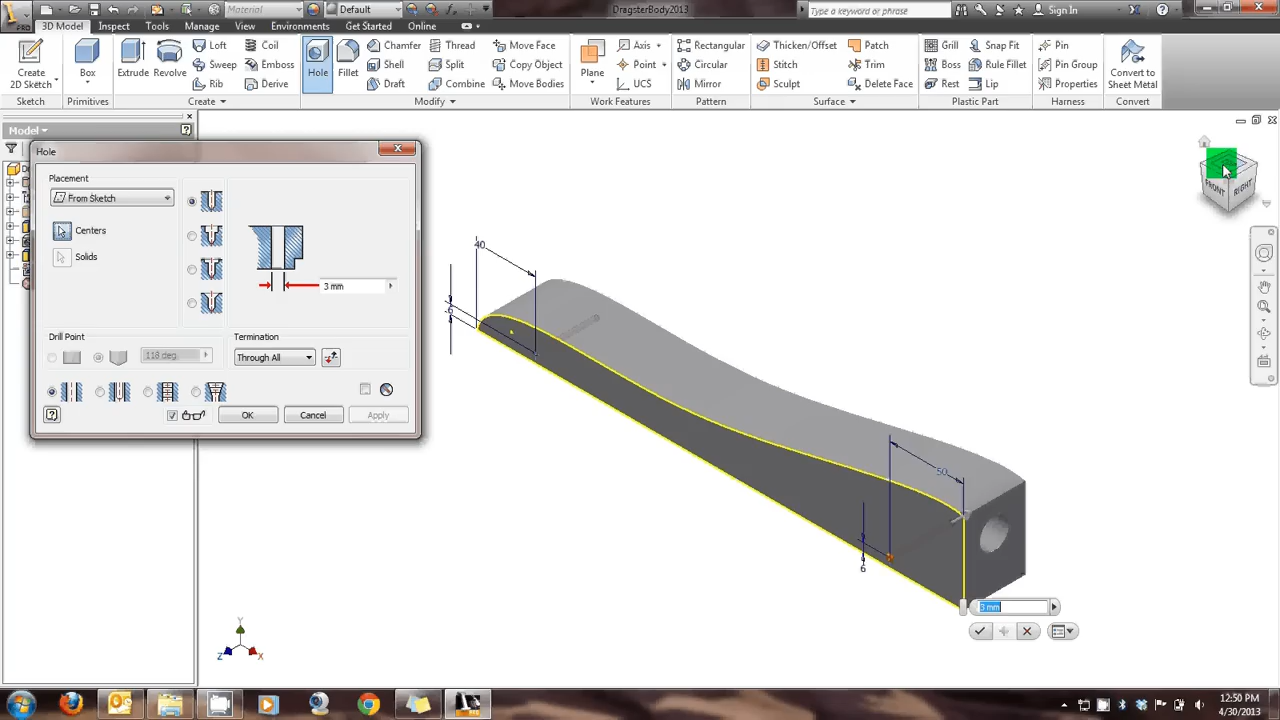 Material
Default
DragsterBody2013
Type a keyword or phrase
Sign In
PRO
3D Model
Inspect
Tools
Manage
View
Environments
Get Started
Online
Create
2D Sketch
Box
Extrude
Revolve
Loft
Sweep
Rib
Coil
Emboss
Derive
Hole
Fillet
Chamfer
Shell
Draft
Thread
Split
Combine
Move Face
Copy Object
Move Bodies
Plane
Axis
Point
UCS
Rectangular
Circular
Mirror
Thicken/Offset
Stitch
Sculpt
Patch
Trim
Delete Face
Grill
Boss
Rest
Snap Fit
Rule Fillet
Lip
Pin
Pin Group
Properties
Convert to
Sheet Metal
Sketch
Primitives
Create
Modify
Work Features
Pattern
Surface
Plastic Part
Harness
Convert
Model
Hole
Placement
From Sketch
Centers
Solids
3 mm
Drill Point
118 deg
Termination
Through All
OK
Cancel
Apply
FRONT
RIGHT
40
6
50
6
3 mm
Y
Z
X
12:50 PM
4/30/2013